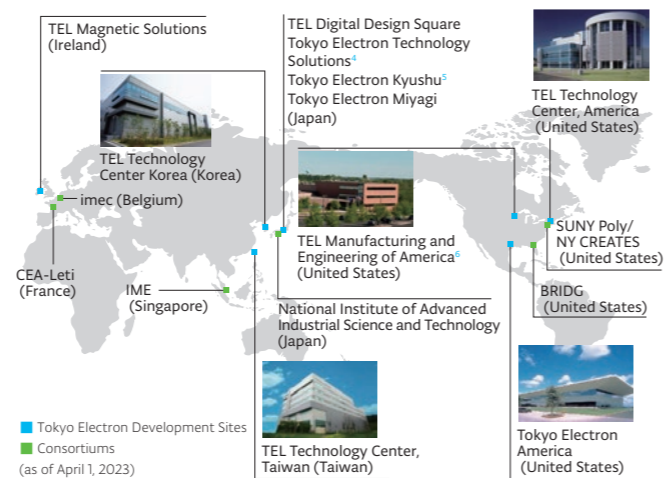 TEL Magnetic Solutions
(Ireland)
TEL Digital Design Square
Tokyo Electron Technology
Solutions4
Tokyo Electron Kyushu5
Tokyo Electron Miyagi
(Japan)
TEL Technology
Center, America
(United States)
TEL Technology
Center Korea (Korea)
imec (Belgium)
TEL Manufacturing and
Engineering of America6
(United States)
SUNY Poly/
NY CREATES
(United States)
CEA-Leti
(France)
IME
(Singapore)
BRIDG
(United States)
National Institute of Advanced
Industrial Science and Technology
(Japan)
TEL Technology Center,
Taiwan (Taiwan)
Tokyo Electron
America
(United States)
Tokyo Electron Development Sites
Consortiums
(as of April 1, 2023)